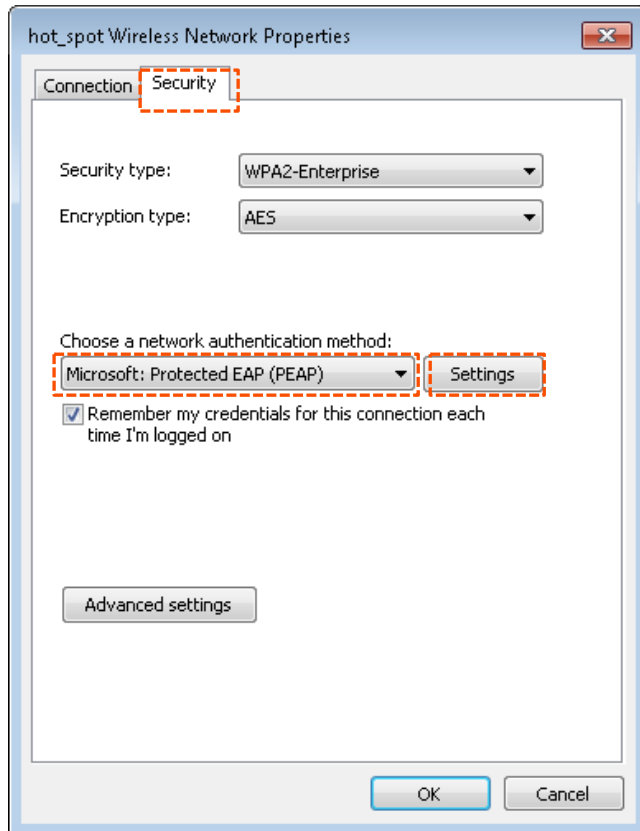 hot_spot Wireless Network Properties
Connection Security
Security type: WPA2-Enterprise
Encryption type: AES
Choose a network authentication method:
Microsoft: Protected EAP (PEAP) Settings
Remember my credentials for this connection each
time I'm logged on
Advanced settings
OK Cancel